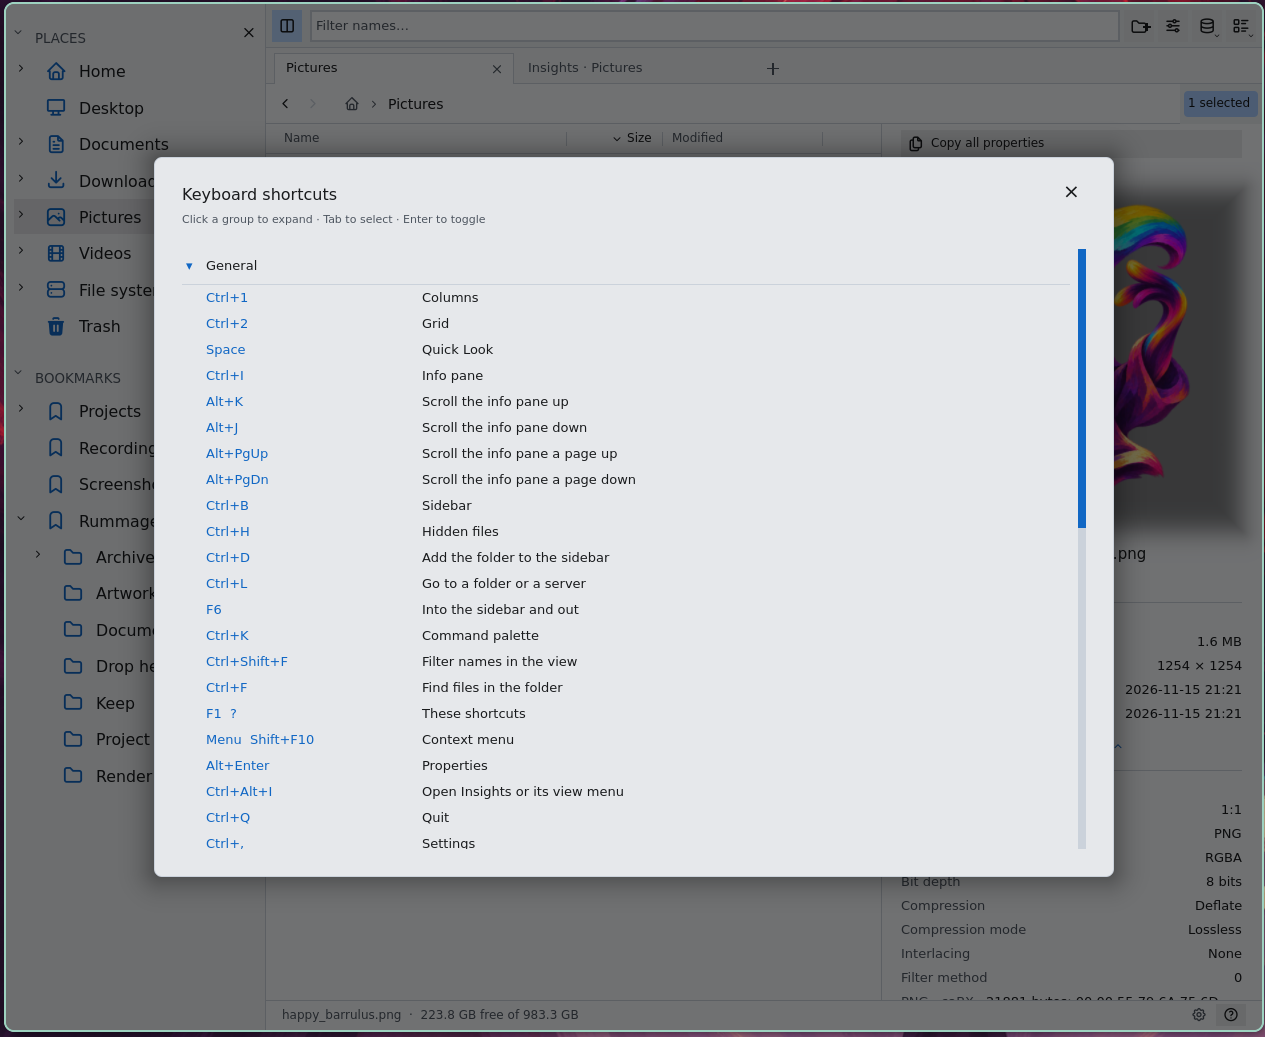 PLACES
Home
Desktop
Documents
Pictures
Videos
Trash
BOOKMARKS
Projects
Keep
Project
Render
Filter names...
Pictures
Insights · Pictures
Pictures
1 selected
Name
Size
Modified
Copy all properties
Keyboard shortcuts
Click a group to expand · Tab to select · Enter to toggle
General
Ctrl+1 Columns
Ctrl+2 Grid
Space Quick Look
Ctrl+I Info pane
Alt+K Scroll the info pane up
Alt+J Scroll the info pane down
Alt+PgUp Scroll the info pane a page up
Alt+PgDn Scroll the info pane a page down
Ctrl+B Sidebar
Ctrl+H Hidden files
Ctrl+D Add the folder to the sidebar
Ctrl+L Go to a folder or a server
F6 Into the sidebar and out
Ctrl+K Command palette
Ctrl+Shift+F Filter names in the view
Ctrl+F Find files in the folder
F1 ? These shortcuts
Menu Shift+F10 Context menu
Alt+Enter Properties
Ctrl+Alt+I Open Insights or its view menu
Ctrl+Q Quit
Ctrl+, Settings
.png
1.6 MB
1254 × 1254
2026-11-15 21:21
2026-11-15 21:21
1:1
PNG
RGBA
Bit depth 8 bits
Compression Deflate
Compression mode Lossless
Interlacing None
Filter method 0
happy_barrulus.png · 223.8 GB free of 983.3 GB